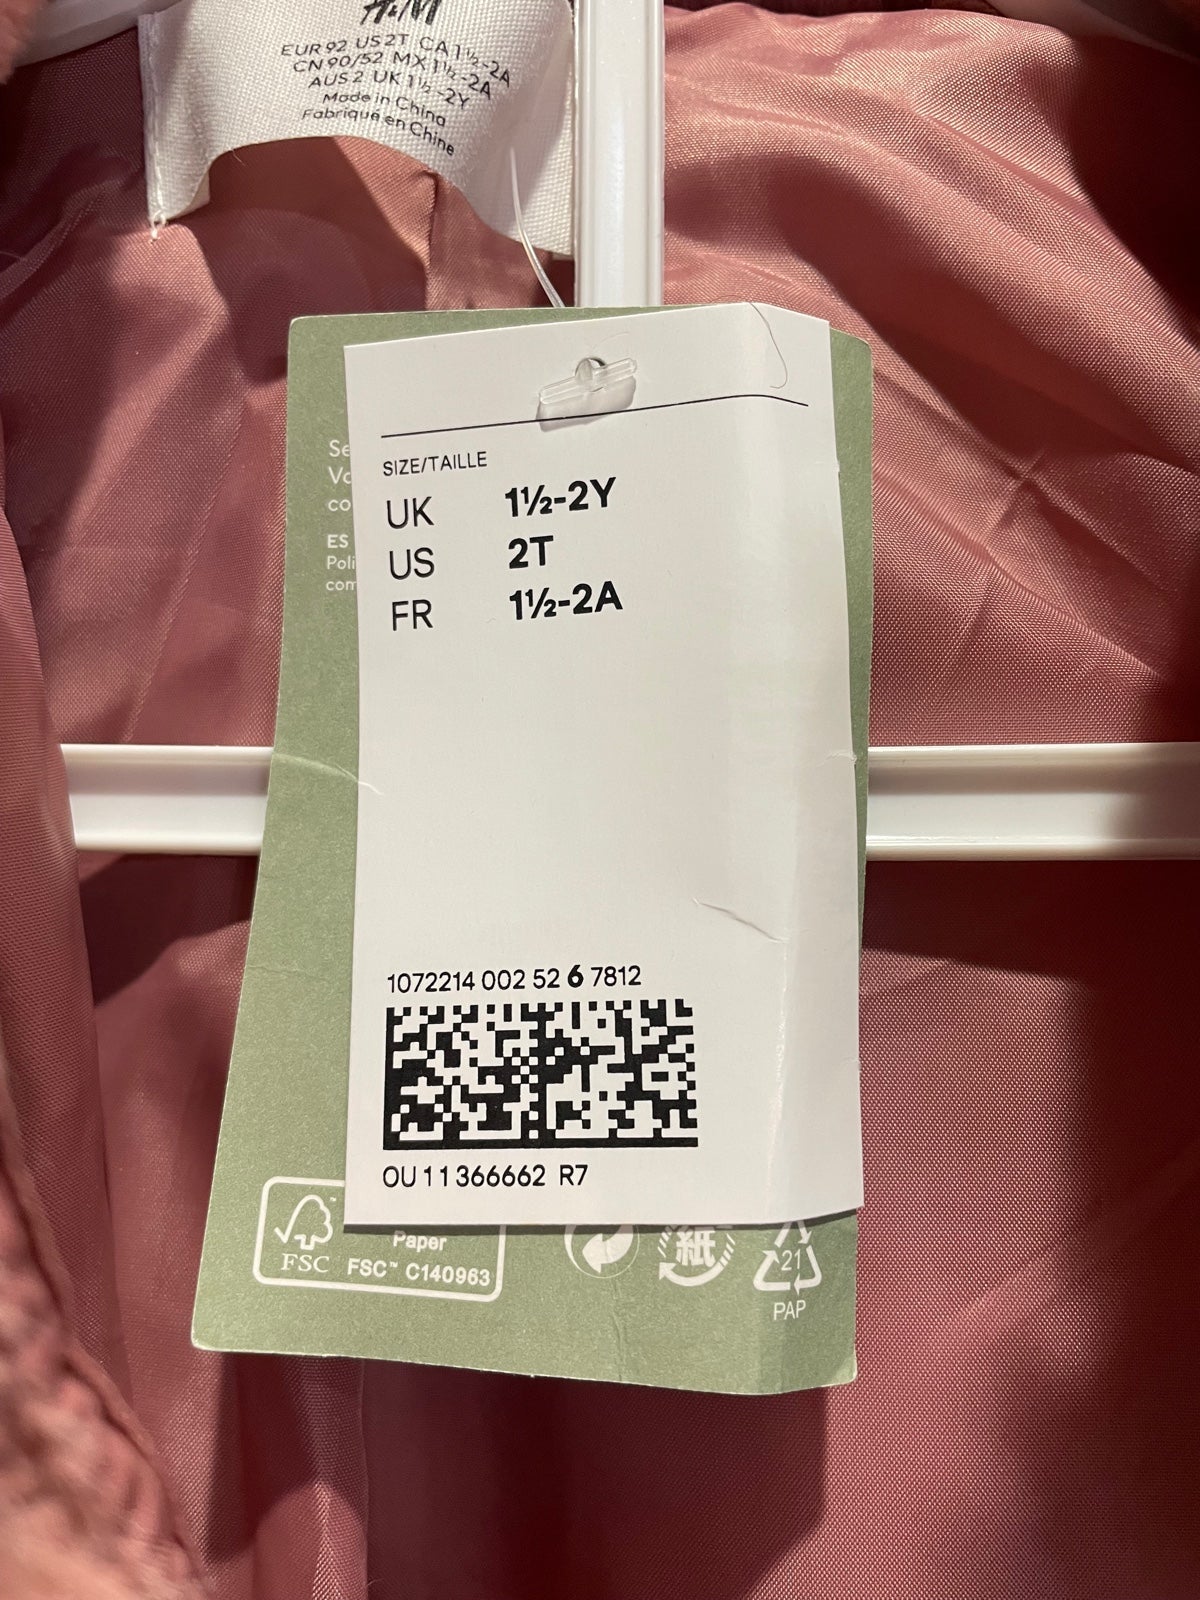 H&M
EUR 92 US 2T CA 1½-2A
CN 90/52 MX 1½-2A
AUS 2 UK 1½-2Y
Made in China
Fabriqué en Chine
SIZE/TAILLE
UK 1½-2Y
US 2T
FR 1½-2A
ES
1072214 002 52 6 7812
OU 11 366662 R7
FSC
Paper
FSC™ C140963
紙
21
PAP